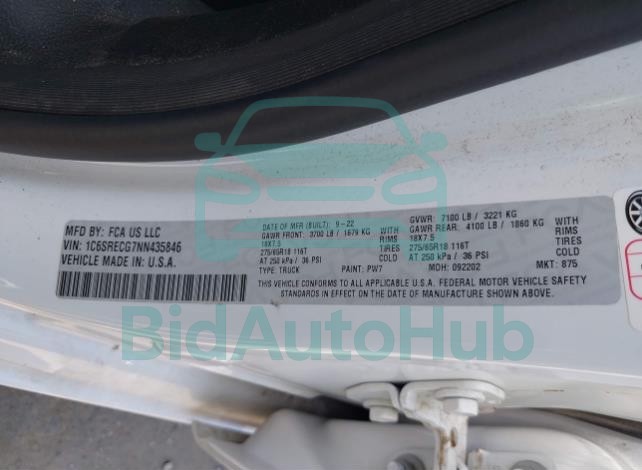 MFD BY: FCA US LLC
VIN: 1C6SRECG7NN435846
VEHICLE MADE IN: U.S.A.
DATE OF MFR (BUILT): 9-22 GVWR: 7100 LB / 3221 KG
GAWR FRONT: 3700 LB / 1679 KG WITH GAWR REAR: 4100 LB / 1860 KG WITH
18X7.5 RIMS 18X7.5 RIMS
275/65R18 116T TIRES 275/65R18 116T TIRES
AT 250 kPa / 36 PSI COLD AT 250 kPa / 36 PSI COLD
TYPE: TRUCK PAINT: PW7 MDH: 092202 MKT: 875
THIS VEHICLE CONFORMS TO ALL APPLICABLE U.S.A. FEDERAL MOTOR VEHICLE SAFETY
STANDARDS IN EFFECT ON THE DATE OF MANUFACTURE SHOWN ABOVE.
BidAutoHub